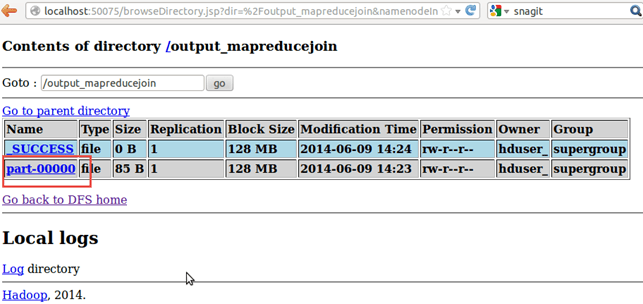 localhost:50075/browseDirectory.jsp?dir=%2Foutput_mapreducejoin&namenodeIn
snagit
Contents of directory /output_mapreducejoin
Goto : /output_mapreducejoin go
Go to parent directory
Name Type Size Replication Block Size Modification Time Permission Owner Group
_SUCCESS file 0 B 1 128 MB 2014-06-09 14:24 rw-r--r-- hduser_ supergroup
part-00000 file 85 B 1 128 MB 2014-06-09 14:23 rw-r--r-- hduser_ supergroup
Go back to DFS home
Local logs
Log directory
Hadoop, 2014.